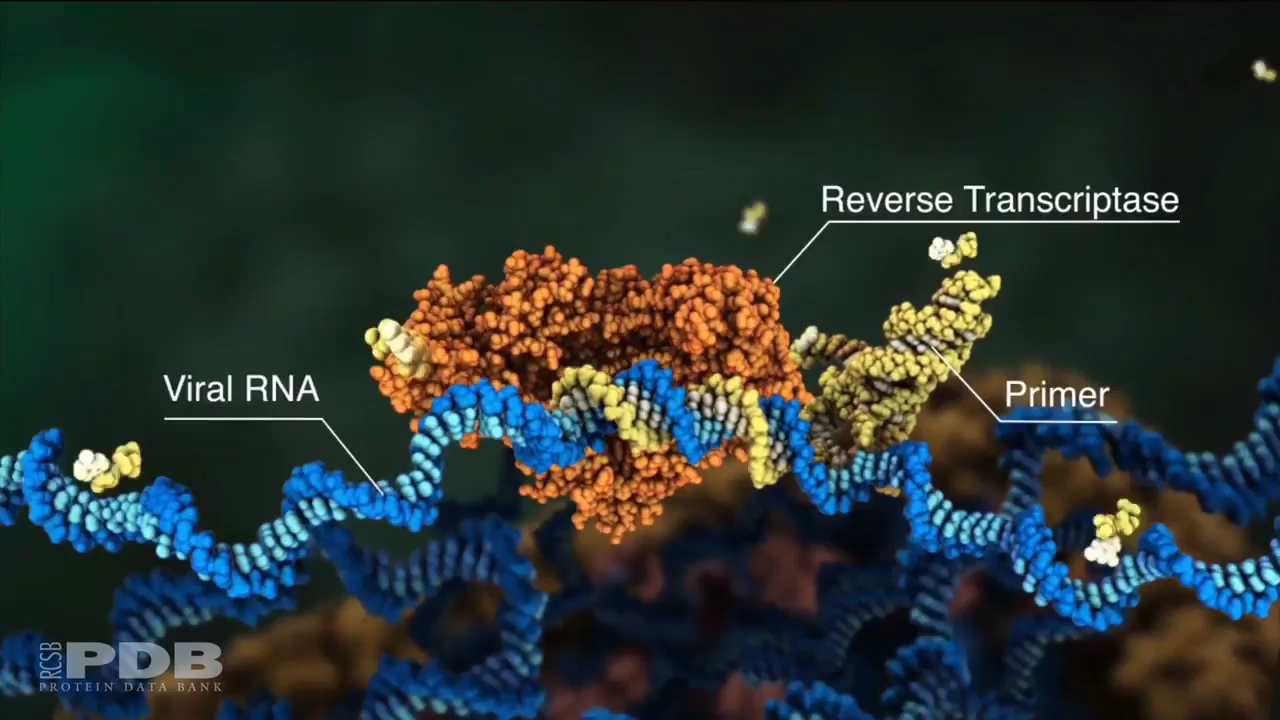 Reverse Transcriptase
Viral RNA
Primer
RCSB
PDB
PROTEIN DATA BANK